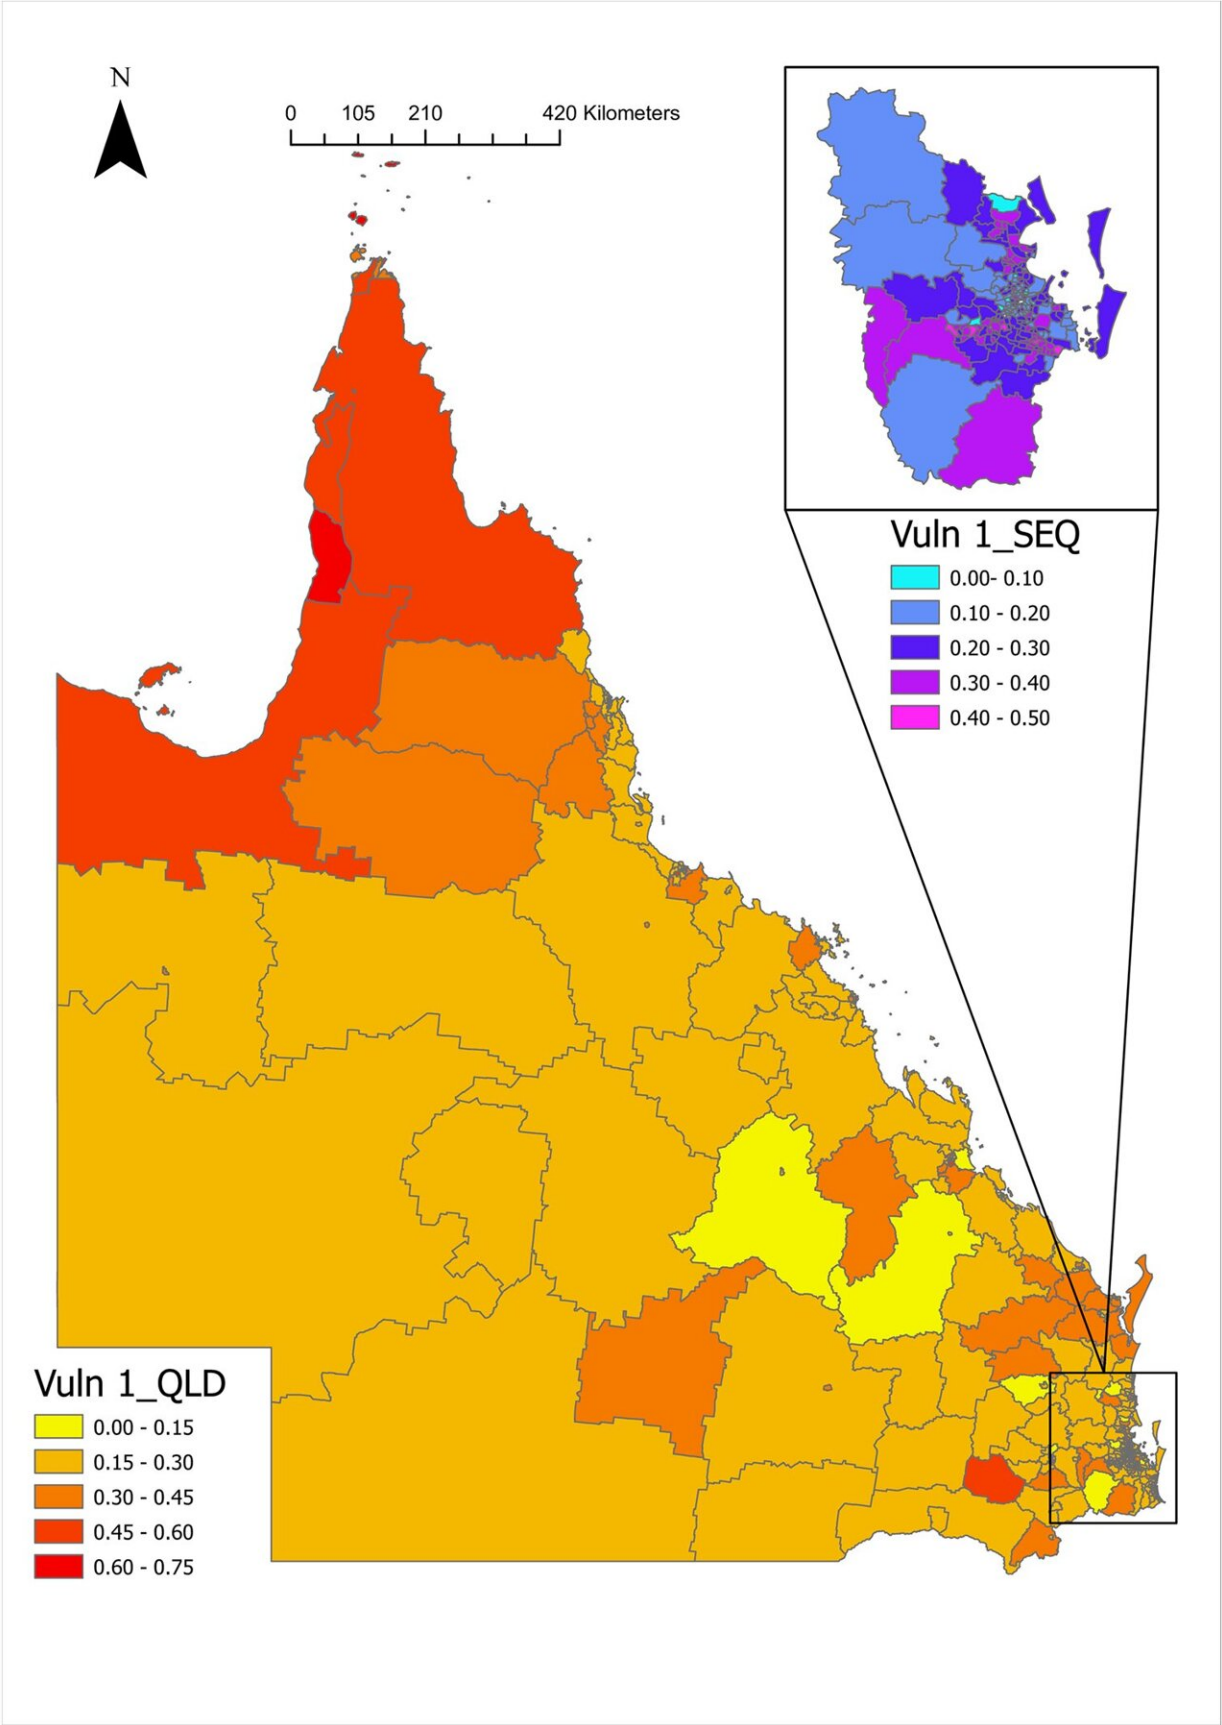 N
0 105 210 420 Kilometers
Vuln 1_SEQ
0.00- 0.10
0.10 - 0.20
0.20 - 0.30
0.30 - 0.40
0.40 - 0.50
Vuln 1_QLD
0.00 - 0.15
0.15 - 0.30
0.30 - 0.45
0.45 - 0.60
0.60 - 0.75